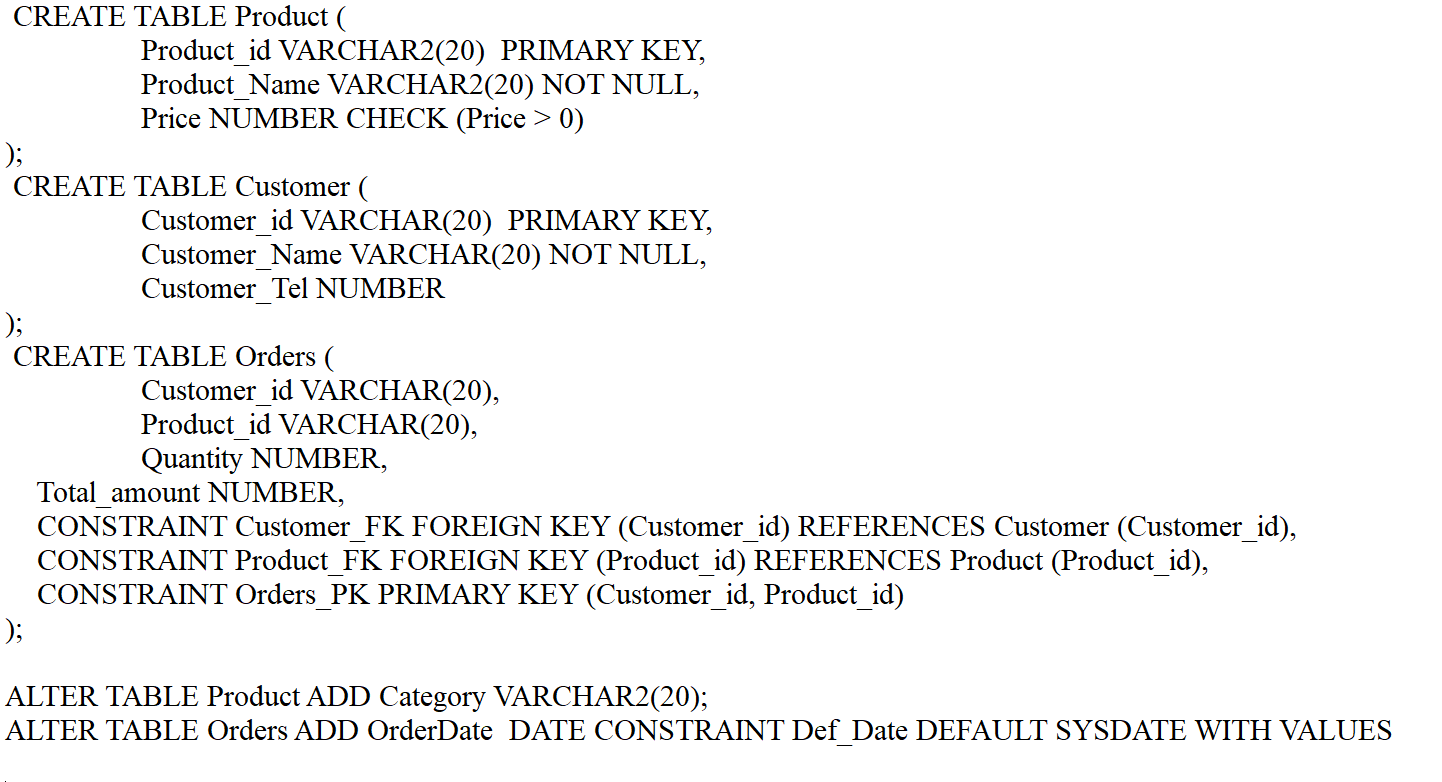 CREATE TABLE Product (
Product_id VARCHAR2(20)  PRIMARY KEY,
Product_Name VARCHAR2(20) NOT NULL,
Price NUMBER CHECK (Price > 0)
);
CREATE TABLE Customer (
Customer_id VARCHAR(20)  PRIMARY KEY,
Customer_Name VARCHAR(20) NOT NULL,
Customer_Tel NUMBER
);
CREATE TABLE Orders (
Customer_id VARCHAR(20),
Product_id VARCHAR(20),
Quantity NUMBER,
Total_amount NUMBER,
CONSTRAINT Customer_FK FOREIGN KEY (Customer_id) REFERENCES Customer (Customer_id),
CONSTRAINT Product_FK FOREIGN KEY (Product_id) REFERENCES Product (Product_id),
CONSTRAINT Orders_PK PRIMARY KEY (Customer_id, Product_id)
);
ALTER TABLE Product ADD Category VARCHAR2(20);
ALTER TABLE Orders ADD OrderDate  DATE CONSTRAINT Def_Date DEFAULT SYSDATE WITH VALUES